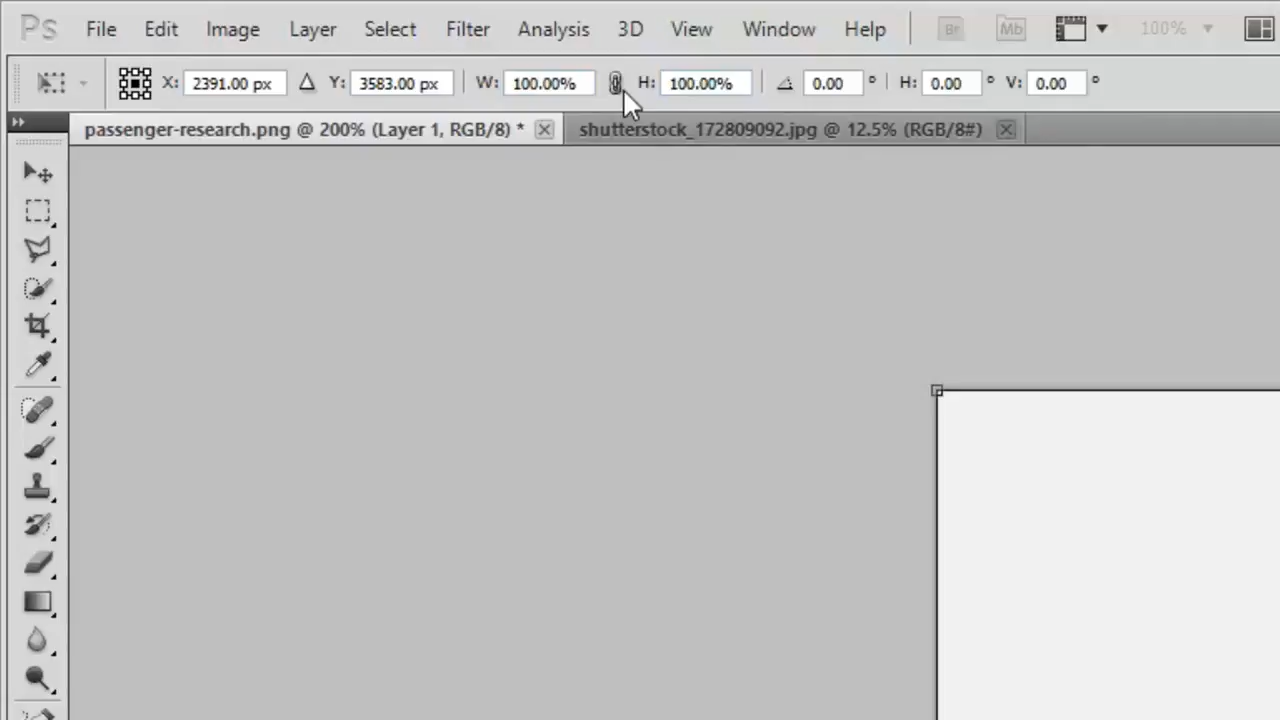 Ps File Edit Image Layer Select Filter Analysis 3D View Window Help Br Mb 100%
X: 2391.00 px Y: 3583.00 px W: 100.00% H: 100.00% 0.00 ° H: 0.00 ° V: 0.00 °
passenger-research.png @ 200% (Layer 1, RGB/8) * shutterstock_172809092.jpg @ 12.5% (RGB/8#)